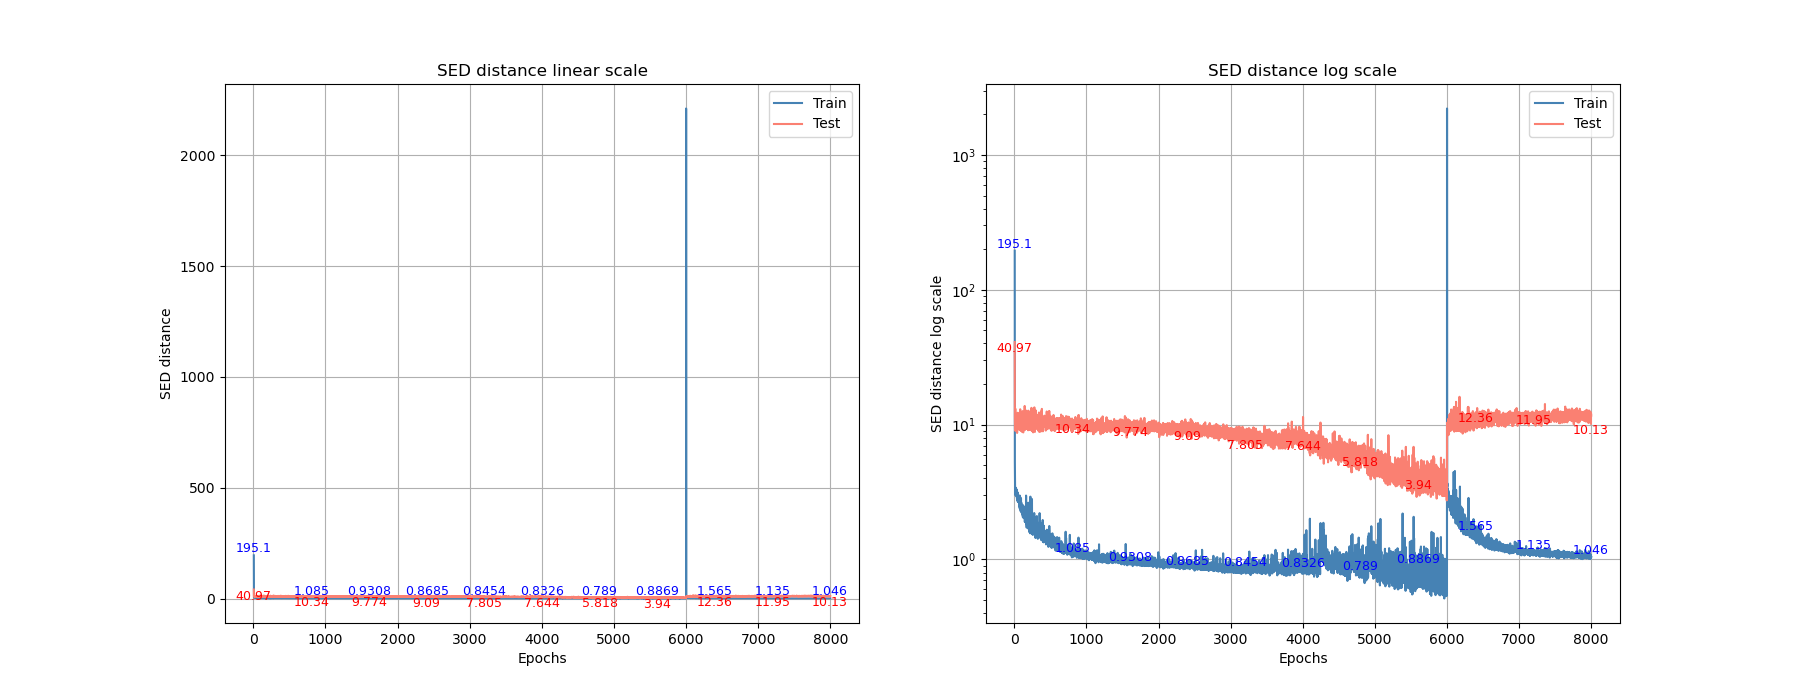 SED distance linear scale
Train
Test
2000
1500
1000
500
0
SED distance
195.1 1.085 0.9308 0.8685 0.8454 0.8326 0.789 0.8869 1.565 1.135 1.046
40.97 10.34 9.774 9.09 7.805 7.644 5.818 3.94 12.36 11.95 10.13
0 1000 2000 3000 4000 5000 6000 7000 8000
Epochs
SED distance log scale
Train
Test
10³
10²
10¹
10⁰
SED distance log scale
195.1
40.97
10.34 9.774 9.09 7.805 7.644 5.818 3.94 12.36 11.95 10.13
1.085 0.9308 0.8685 0.8454 0.8326 0.789 0.8869 1.565 1.135 1.046
0 1000 2000 3000 4000 5000 6000 7000 8000
Epochs